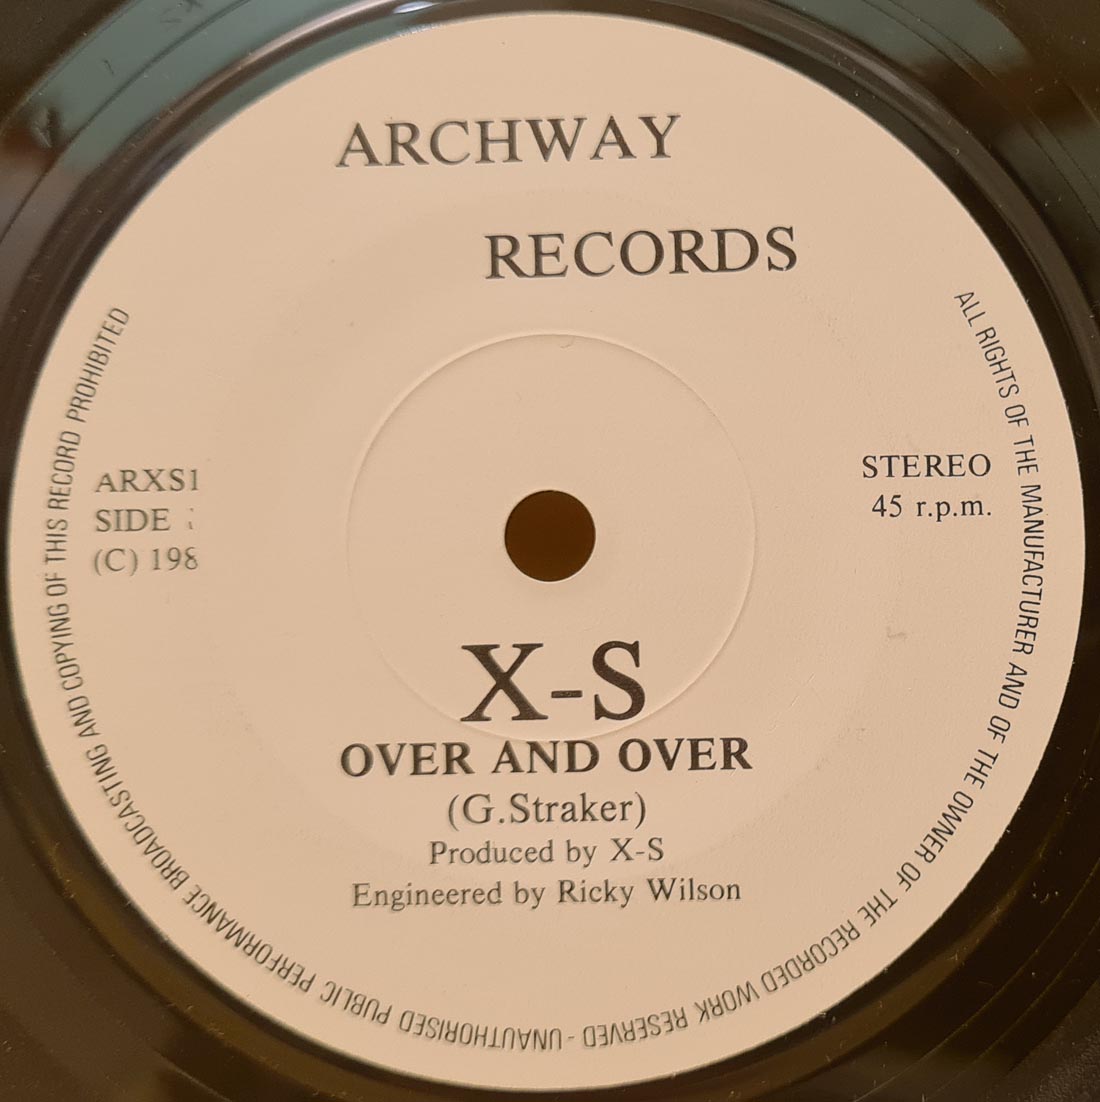 ARCHWAY
RECORDS
ARXS1
SIDE
(C) 198
STEREO
45 r.p.m.
X-S
OVER AND OVER
(G.Straker)
Produced by X-S
Engineered by Ricky Wilson
ALL RIGHTS OF THE MANUFACTURER AND OF THE OWNER OF THE RECORDED WORK RESERVED - UNAUTHORISED PUBLIC PERFORMANCE BROADCASTING AND COPYING OF THIS RECORD PROHIBITED